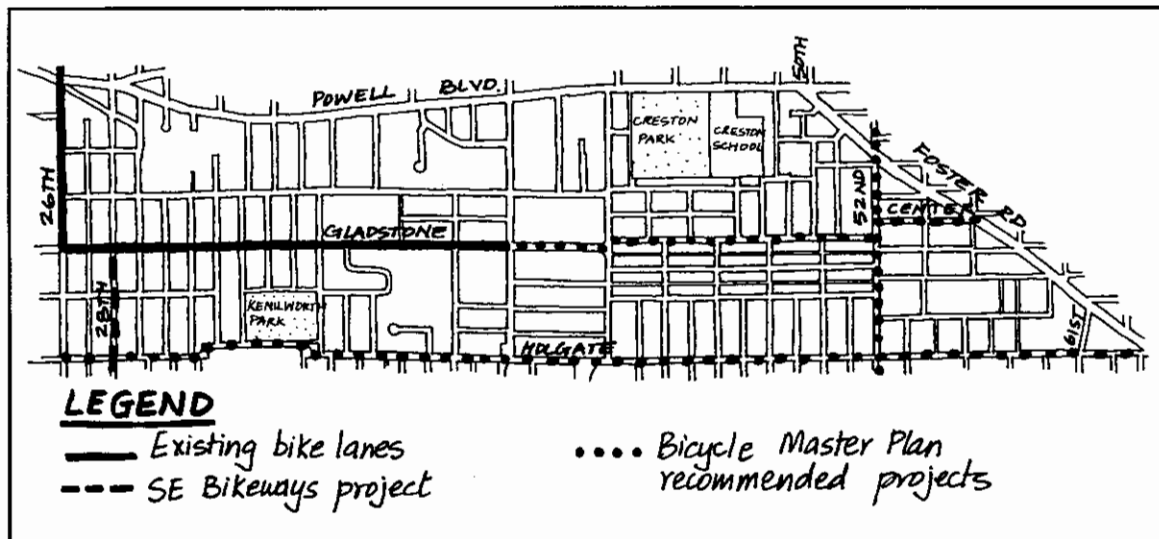 50TH
POWELL BLVD.
CRESTON
PARK
CRESTON
SCHOOL
FOSTER RD
26TH
52ND
CENTER
GLADSTONE
28TH
KENILWORTH
PARK
HOLGATE
61ST
LEGEND
Existing bike lanes
SE Bikeways project
Bicycle Master Plan
recommended projects